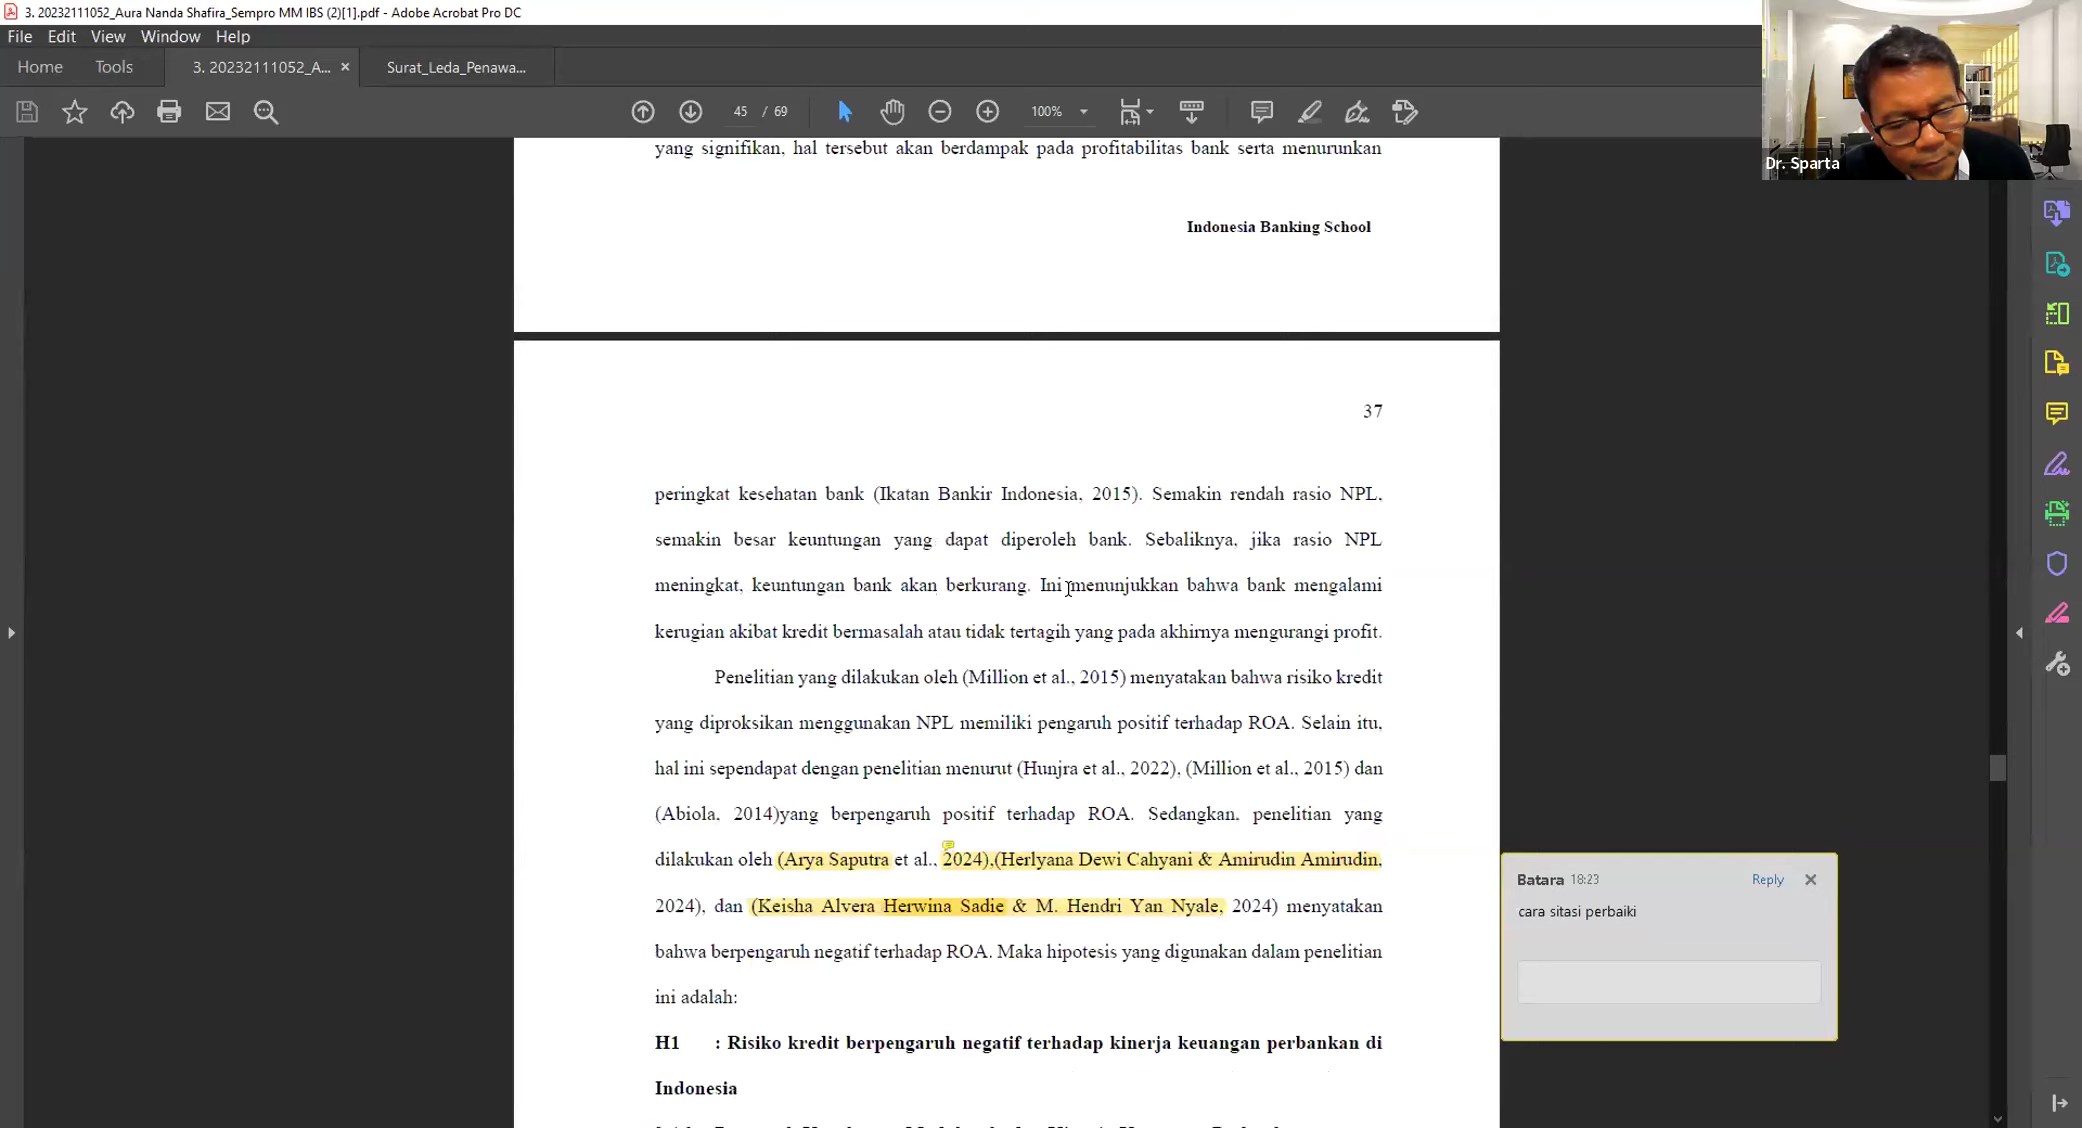 3. 20232111052_Aura Nanda Shafira_Sempro MM IBS (2)[1].pdf - Adobe Acrobat Pro DC
File Edit View Window Help
Home Tools 3. 20232111052_A... × Surat_Leda_Penawa...
45 / 69 100%
Dr. Sparta
yang signifikan, hal tersebut akan berdampak pada profitabilitas bank serta menurunkan
Indonesia Banking School
37
peringkat kesehatan bank (Ikatan Bankir Indonesia, 2015). Semakin rendah rasio NPL,
semakin besar keuntungan yang dapat diperoleh bank. Sebaliknya, jika rasio NPL
meningkat, keuntungan bank akan berkurang. Ini menunjukkan bahwa bank mengalami
kerugian akibat kredit bermasalah atau tidak tertagih yang pada akhirnya mengurangi profit.
Penelitian yang dilakukan oleh (Million et al., 2015) menyatakan bahwa risiko kredit
yang diproksikan menggunakan NPL memiliki pengaruh positif terhadap ROA. Selain itu,
hal ini sependapat dengan penelitian menurut (Hunjra et al., 2022), (Million et al., 2015) dan
(Abiola, 2014)yang berpengaruh positif terhadap ROA. Sedangkan, penelitian yang
dilakukan oleh (Arya Saputra et al., 2024),(Herlyana Dewi Cahyani & Amirudin Amirudin,
2024), dan (Keisha Alvera Herwina Sadie & M. Hendri Yan Nyale, 2024) menyatakan
bahwa berpengaruh negatif terhadap ROA. Maka hipotesis yang digunakan dalam penelitian
ini adalah:
H1 : Risiko kredit berpengaruh negatif terhadap kinerja keuangan perbankan di
Indonesia
Batara 18:23 Reply
cara sitasi perbaiki